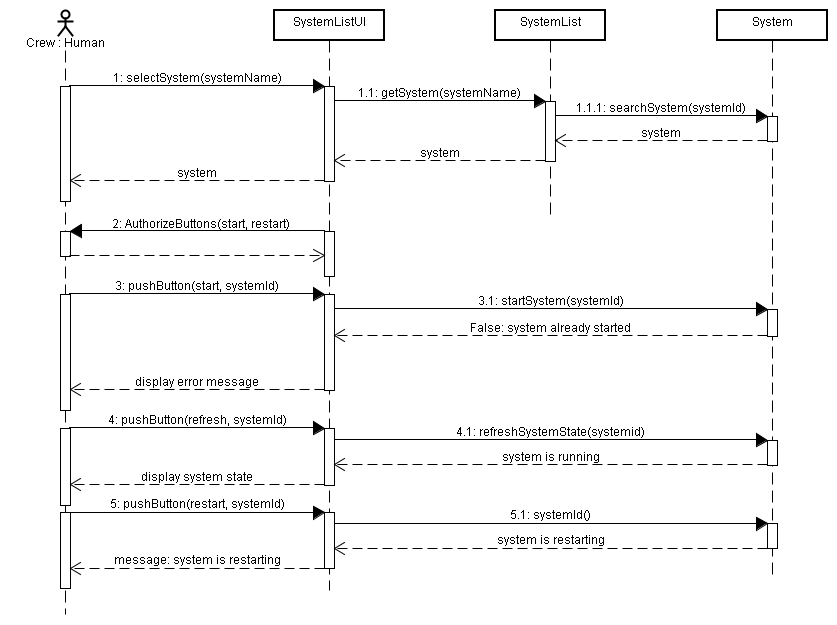 SystemListUI
SystemList
System
Crew : Human
1: selectSystem(systemName)
1.1: getSystem(systemName)
1.1.1: searchSystem(systemId)
system
system
system
2: AuthorizeButtons(start, restart)
3: pushButton(start, systemId)
3.1: startSystem(systemId)
False: system already started
display error message
4: pushButton(refresh, systemId)
4.1: refreshSystemState(systemid)
system is running
display system state
5: pushButton(restart, systemId)
5.1: systemId()
system is restarting
message: system is restarting